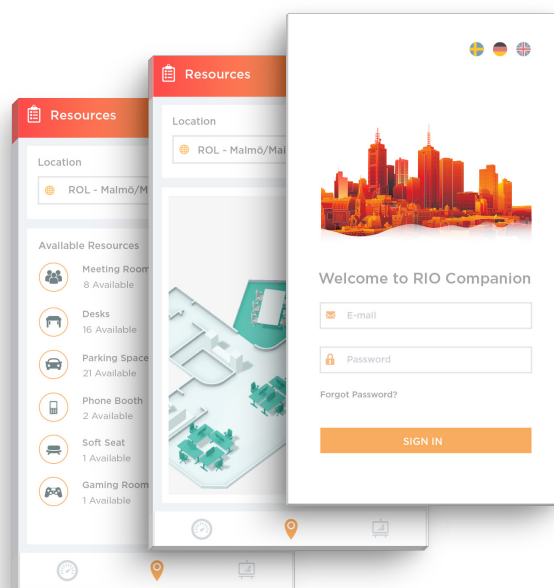 Resources
Location
ROL - Malmö/M
Available Resources
Meeting Room
8 Available
Desks
16 Available
Parking Space
21 Available
Phone Booth
2 Available
Soft Seat
1 Available
Gaming Room
1 Available
Resources
Location
ROL - Malmö/Mai
Welcome to RIO Companion
E-mail
Password
Forgot Password?
SIGN IN